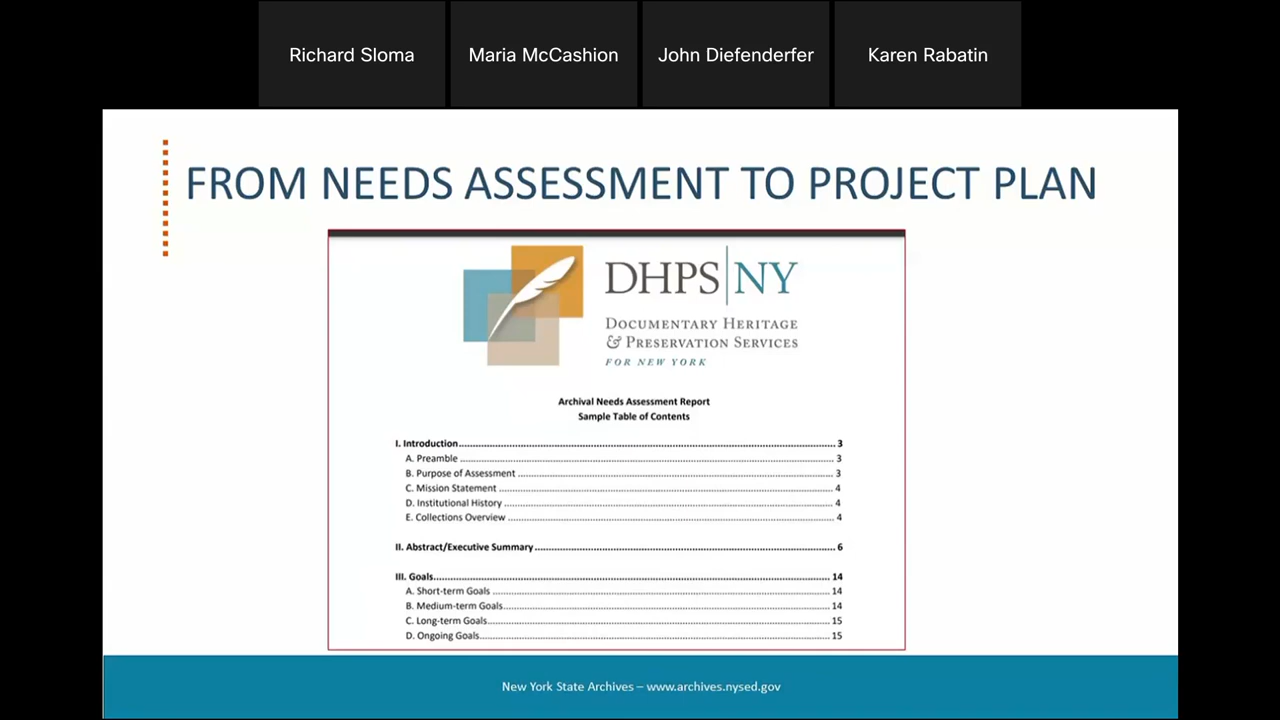 Richard Sloma
Maria McCashion
John Diefenderfer
Karen Rabatin
FROM NEEDS ASSESSMENT TO PROJECT PLAN
DHPS|NY
DOCUMENTARY HERITAGE
& PRESERVATION SERVICES
FOR NEW YORK
Archival Needs Assessment Report
Sample Table of Contents
I. Introduction 3
A. Preamble 3
B. Purpose of Assessment 3
C. Mission Statement 4
D. Institutional History 4
E. Collections Overview 4
II. Abstract/Executive Summary 6
III. Goals 14
A. Short-term Goals 14
B. Medium-term Goals 14
C. Long-term Goals 15
D. Ongoing Goals 15
New York State Archives – www.archives.nysed.gov